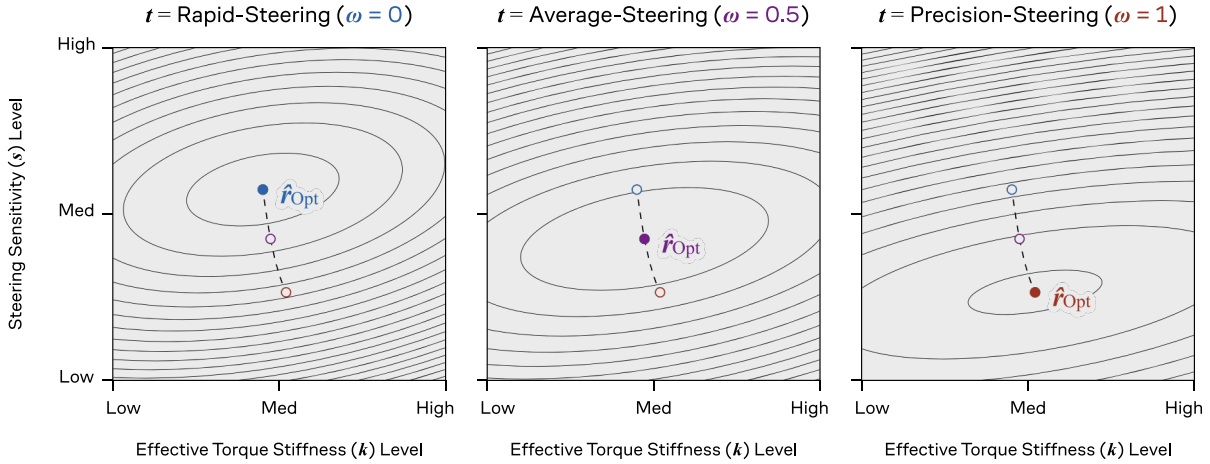 t = Rapid-Steering (ω = 0)
t = Average-Steering (ω = 0.5)
t = Precision-Steering (ω = 1)
Steering Sensitivity (s) Level
High
Med
Low
r̂Opt
r̂Opt
r̂Opt
Low Med High
Low Med High
Low Med High
Effective Torque Stiffness (k) Level
Effective Torque Stiffness (k) Level
Effective Torque Stiffness (k) Level